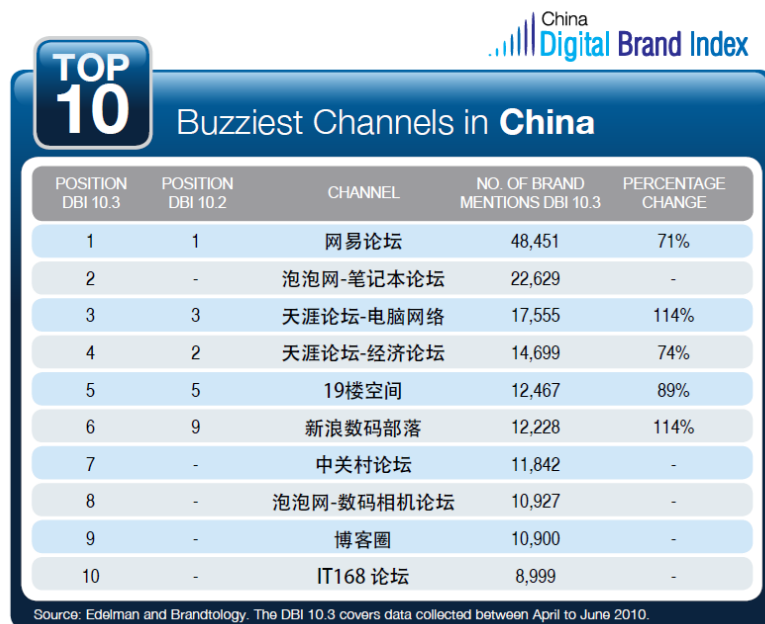 China
Digital Brand Index
TOP
10
Buzziest Channels in China
POSITION DBI 10.3 POSITION DBI 10.2 CHANNEL NO. OF BRAND MENTIONS DBI 10.3 PERCENTAGE CHANGE
1 1 网易论坛 48,451 71%
2 - 泡泡网-笔记本论坛 22,629 -
3 3 天涯论坛-电脑网络 17,555 114%
4 2 天涯论坛-经济论坛 14,699 74%
5 5 19楼空间 12,467 89%
6 9 新浪数码部落 12,228 114%
7 - 中关村论坛 11,842 -
8 - 泡泡网-数码相机论坛 10,927 -
9 - 博客圈 10,900 -
10 - IT168 论坛 8,999 -
Source: Edelman and Brandtology. The DBI 10.3 covers data collected between April to June 2010.